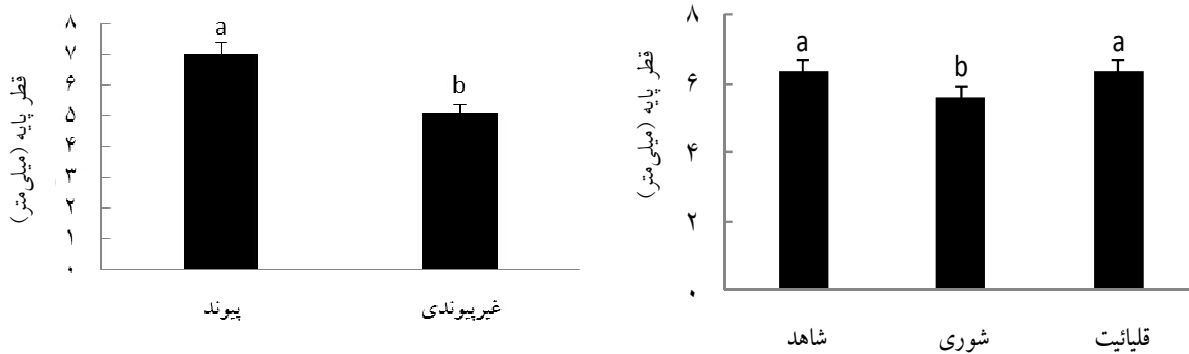 قطر پایه (میلی‌متر)
۸
۷
۶
۵
۴
۳
۲
۱
۰
a
b
پیوند
غیرپیوندی
قطر پایه (میلی‌متر)
۸
۶
۴
۲
۰
a
b
a
شاهد
شوری
قلیائیت